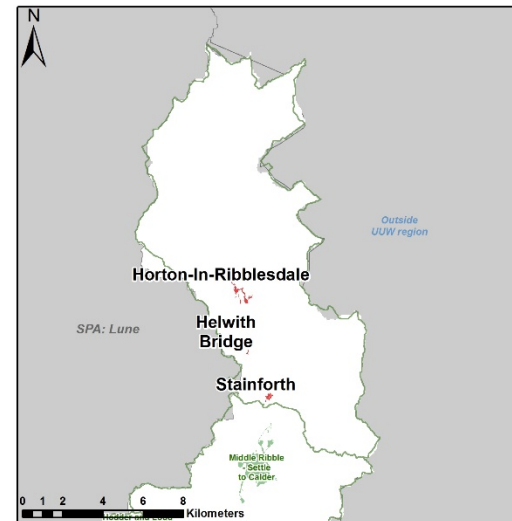 N
Outside
UUW region
Horton-In-Ribblesdale
SPA: Lune
Helwith
Bridge
Stainforth
Middle Ribble
- Settle
to Calder
0 1 2 4 6 8
Kilometers